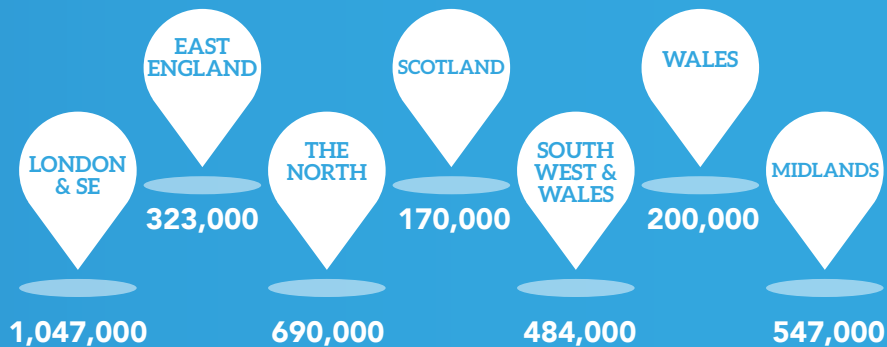 LONDON
& SE
1,047,000
EAST
ENGLAND
323,000
THE
NORTH
690,000
SCOTLAND
170,000
SOUTH
WEST &
WALES
484,000
WALES
200,000
MIDLANDS
547,000